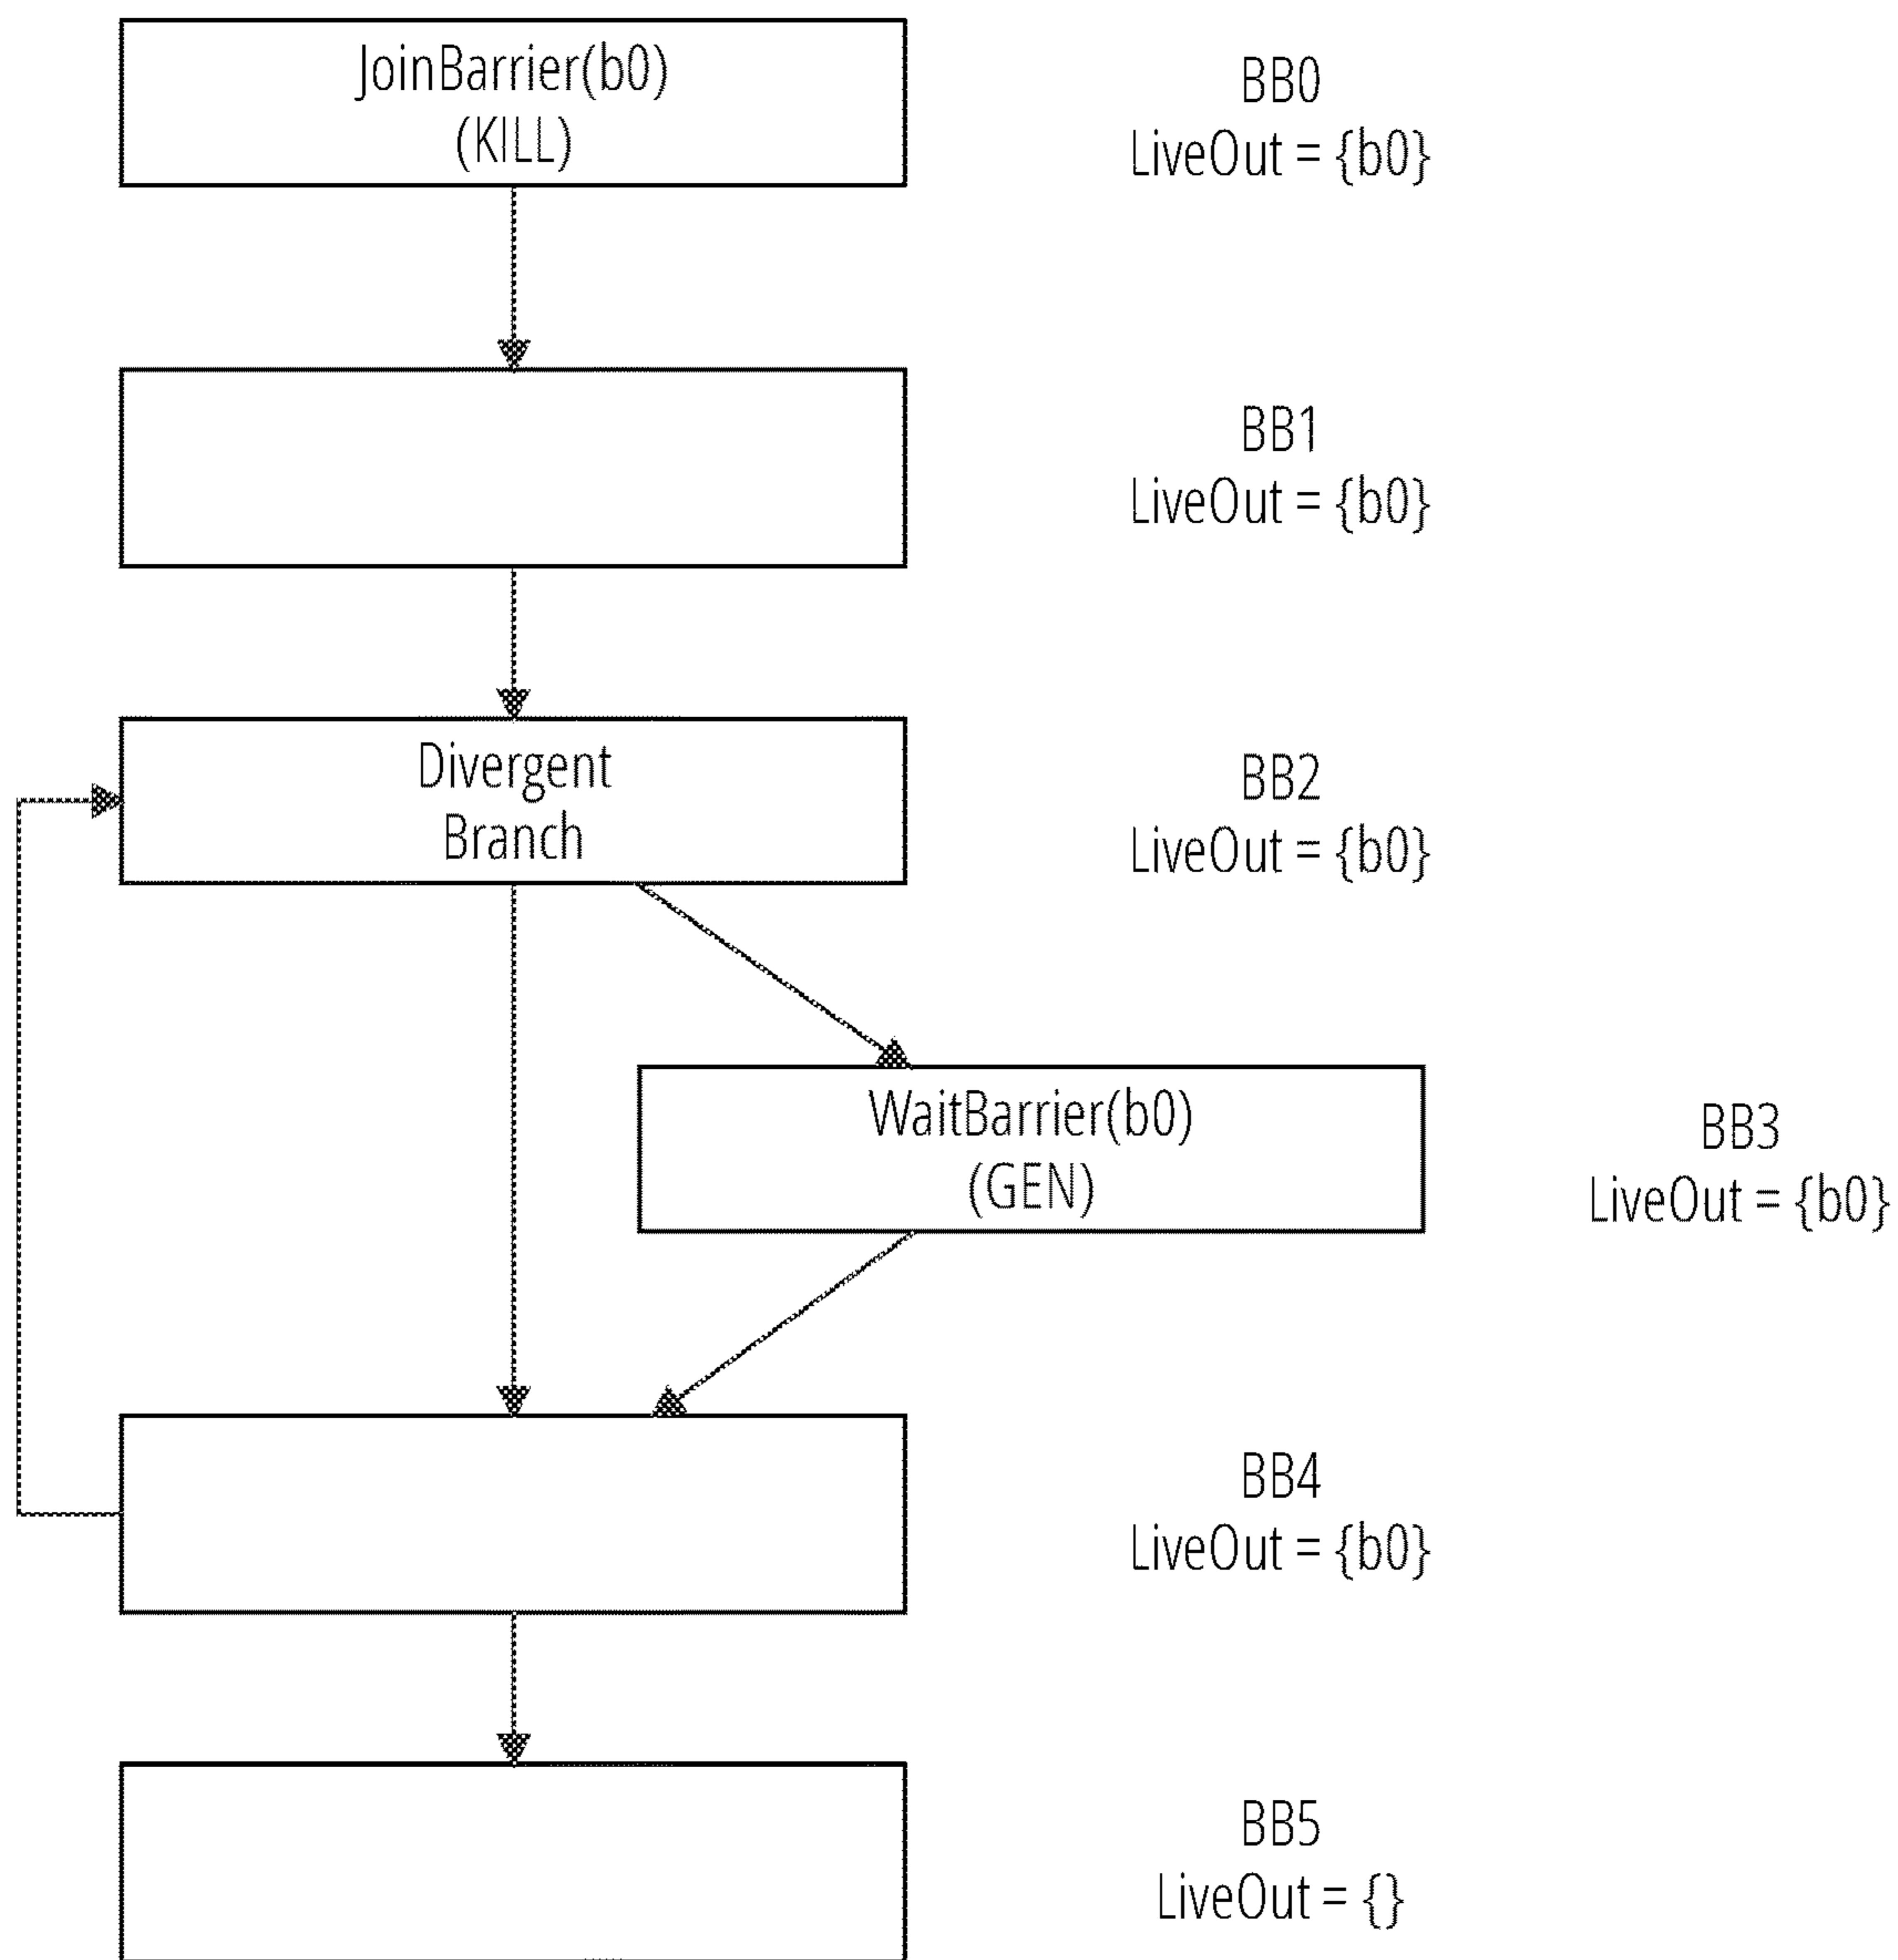 JoinBarrier(b0)
(KILL)
BB0
LiveOut = {b0}
BB1
LiveOut = {b0}
Divergent
Branch
BB2
LiveOut = {b0}
WaitBarrier(b0)
(GEN)
BB3
LiveOut = {b0}
BB4
LiveOut = {b0}
BB5
LiveOut = {}